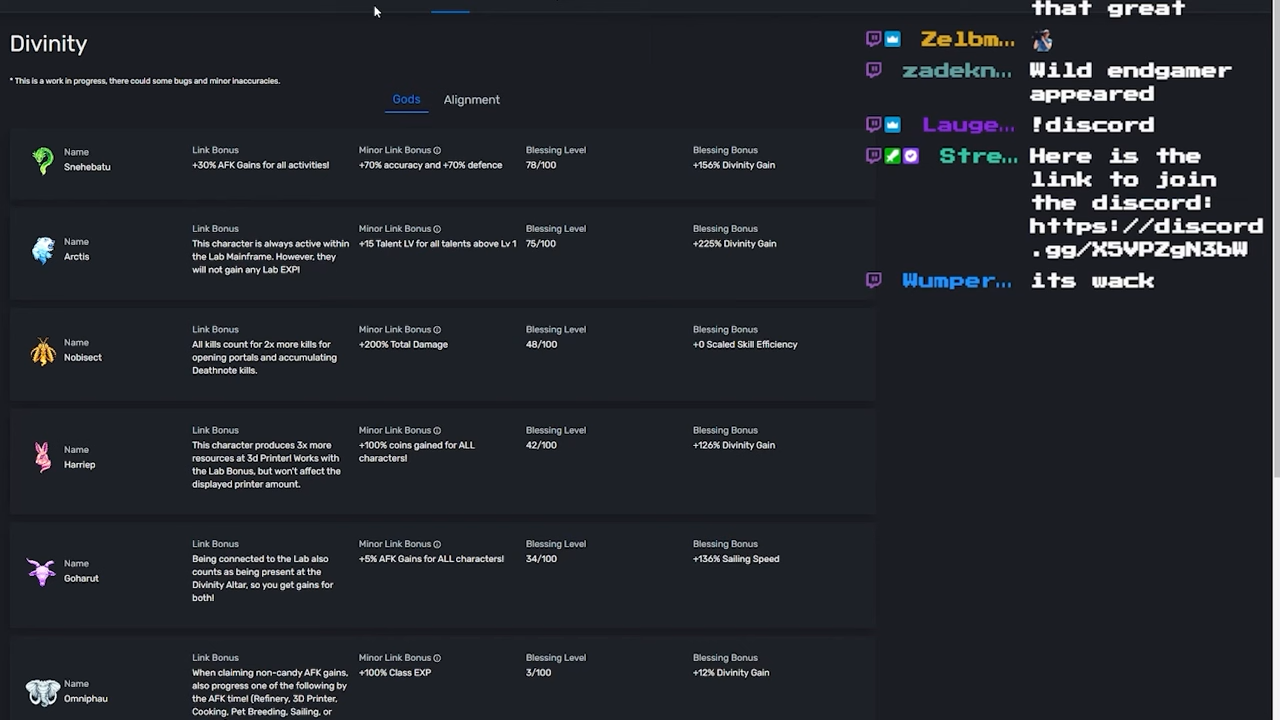 Divinity
* This is a work in progress, there could some bugs and minor inaccuracies.
Gods
Alignment
Name
Snehebatu
Link Bonus
+30% AFK Gains for all activities!
Minor Link Bonus
+70% accuracy and +70% defence
Blessing Level
78/100
Blessing Bonus
+156% Divinity Gain
Name
Arctis
Link Bonus
This character is always active within
the Lab Mainframe. However, they
will not gain any Lab EXP!
Minor Link Bonus
+15 Talent LV for all talents above Lv 1
Blessing Level
75/100
Blessing Bonus
+225% Divinity Gain
Name
Nobisect
Link Bonus
All kills count for 2x more kills for
opening portals and accumulating
Deathnote kills.
Minor Link Bonus
+200% Total Damage
Blessing Level
48/100
Blessing Bonus
+0 Scaled Skill Efficiency
Name
Harriep
Link Bonus
This character produces 3x more
resources at 3d Printer! Works with
the Lab Bonus, but won't affect the
displayed printer amount.
Minor Link Bonus
+100% coins gained for ALL
characters!
Blessing Level
42/100
Blessing Bonus
+126% Divinity Gain
Name
Goharut
Link Bonus
Being connected to the Lab also
counts as being present at the
Divinity Altar, so you get gains for
both!
Minor Link Bonus
+5% AFK Gains for ALL characters!
Blessing Level
34/100
Blessing Bonus
+136% Sailing Speed
Name
Omniphau
Link Bonus
When claiming non-candy AFK gains,
also progress one of the following by
the AFK time! (Refinery, 3D Printer,
Cooking, Pet Breeding, Sailing, or
Minor Link Bonus
+100% Class EXP
Blessing Level
3/100
Blessing Bonus
+12% Divinity Gain
that great
Zelbm...
zadekn... Wild endgamer
appeared
Lauge... !discord
Stre... Here is the
link to join
the discord:
https://discord
.gg/X5VPZgN3bW
Wumper... its wack